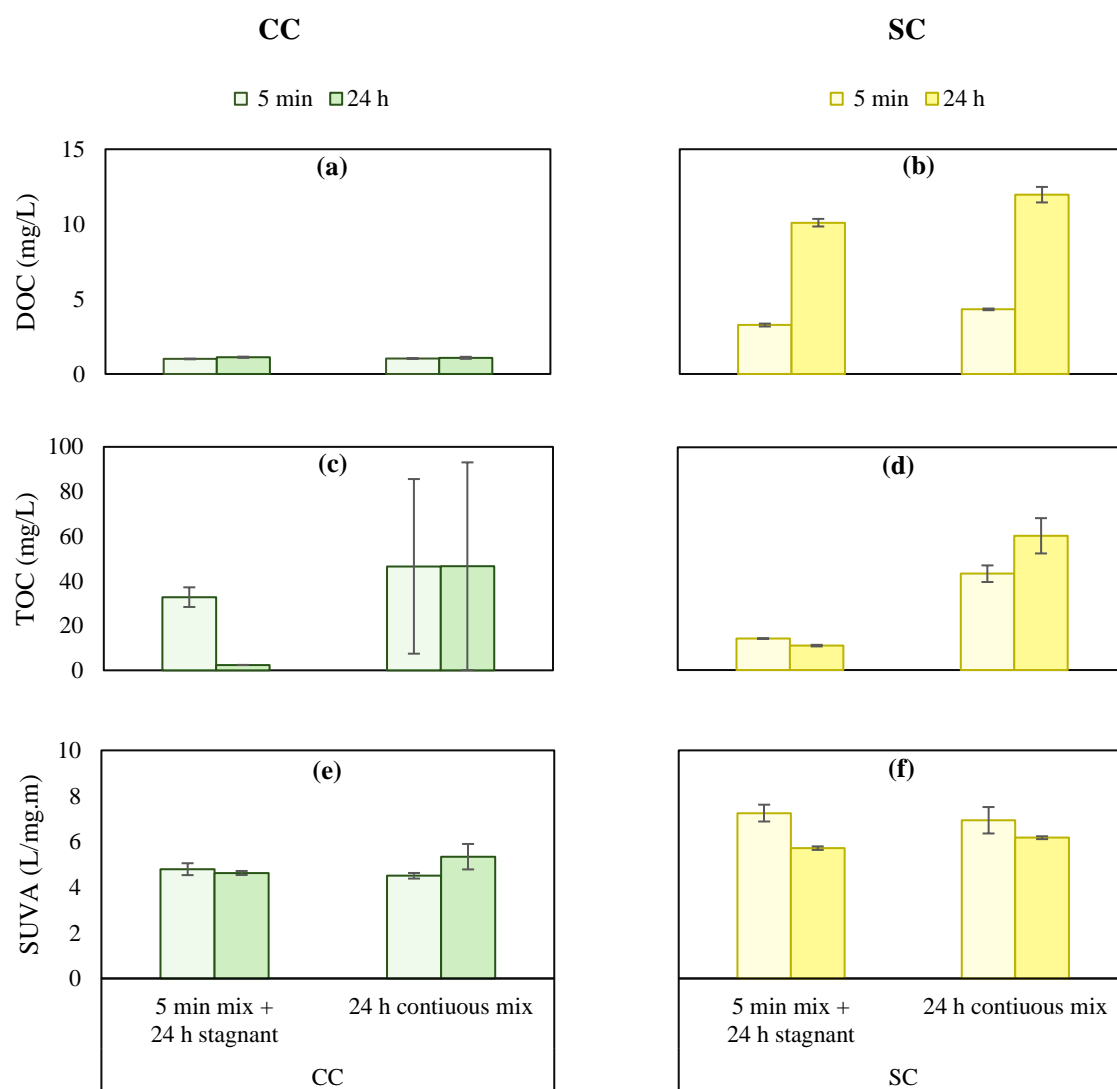 CC
SC
5 min 24 h
5 min 24 h
(a)
DOC (mg/L)
15
10
5
0
(b)
(c)
TOC (mg/L)
100
80
60
40
20
0
(d)
(e)
SUVA (L/mg.m)
10
8
6
4
2
0
(f)
5 min mix +
24 h stagnant
24 h contiuous mix
CC
5 min mix +
24 h stagnant
24 h contiuous mix
SC